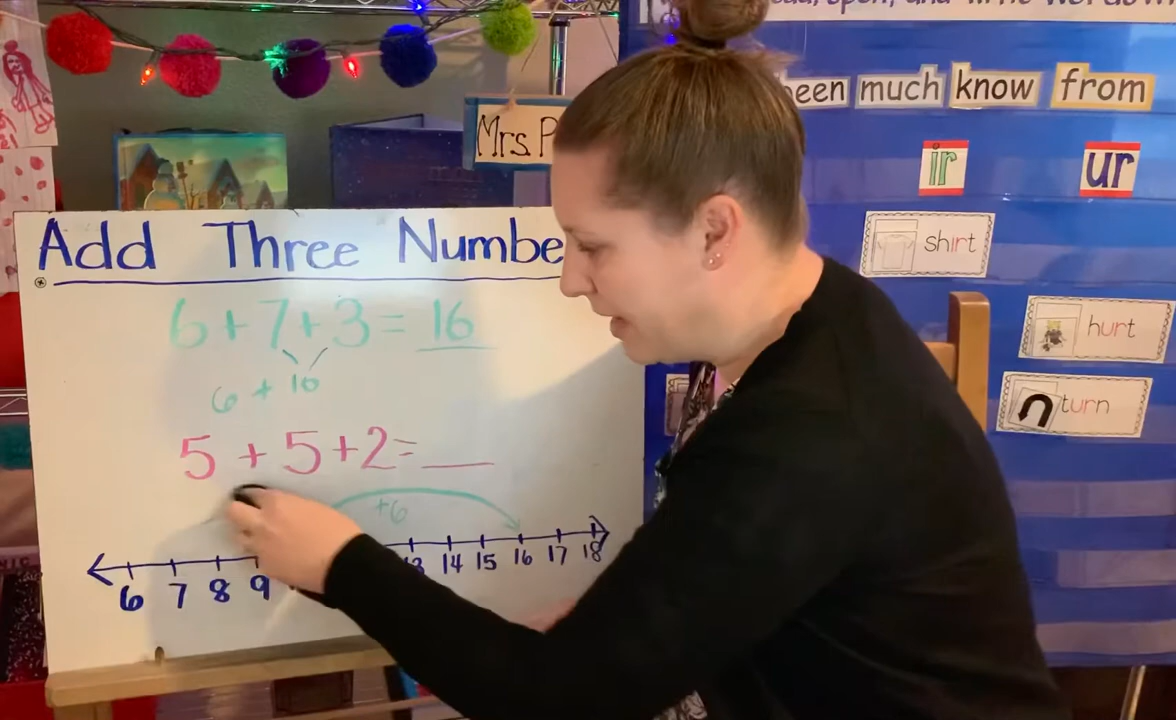 Add Three Numbe
6+7+3= 16
6 + 10
5 + 5+2= __
+6
6 7 8 9 13 14 15 16 17 18
Mrs. P
been much know from
ir ur
shirt
hurt
turn